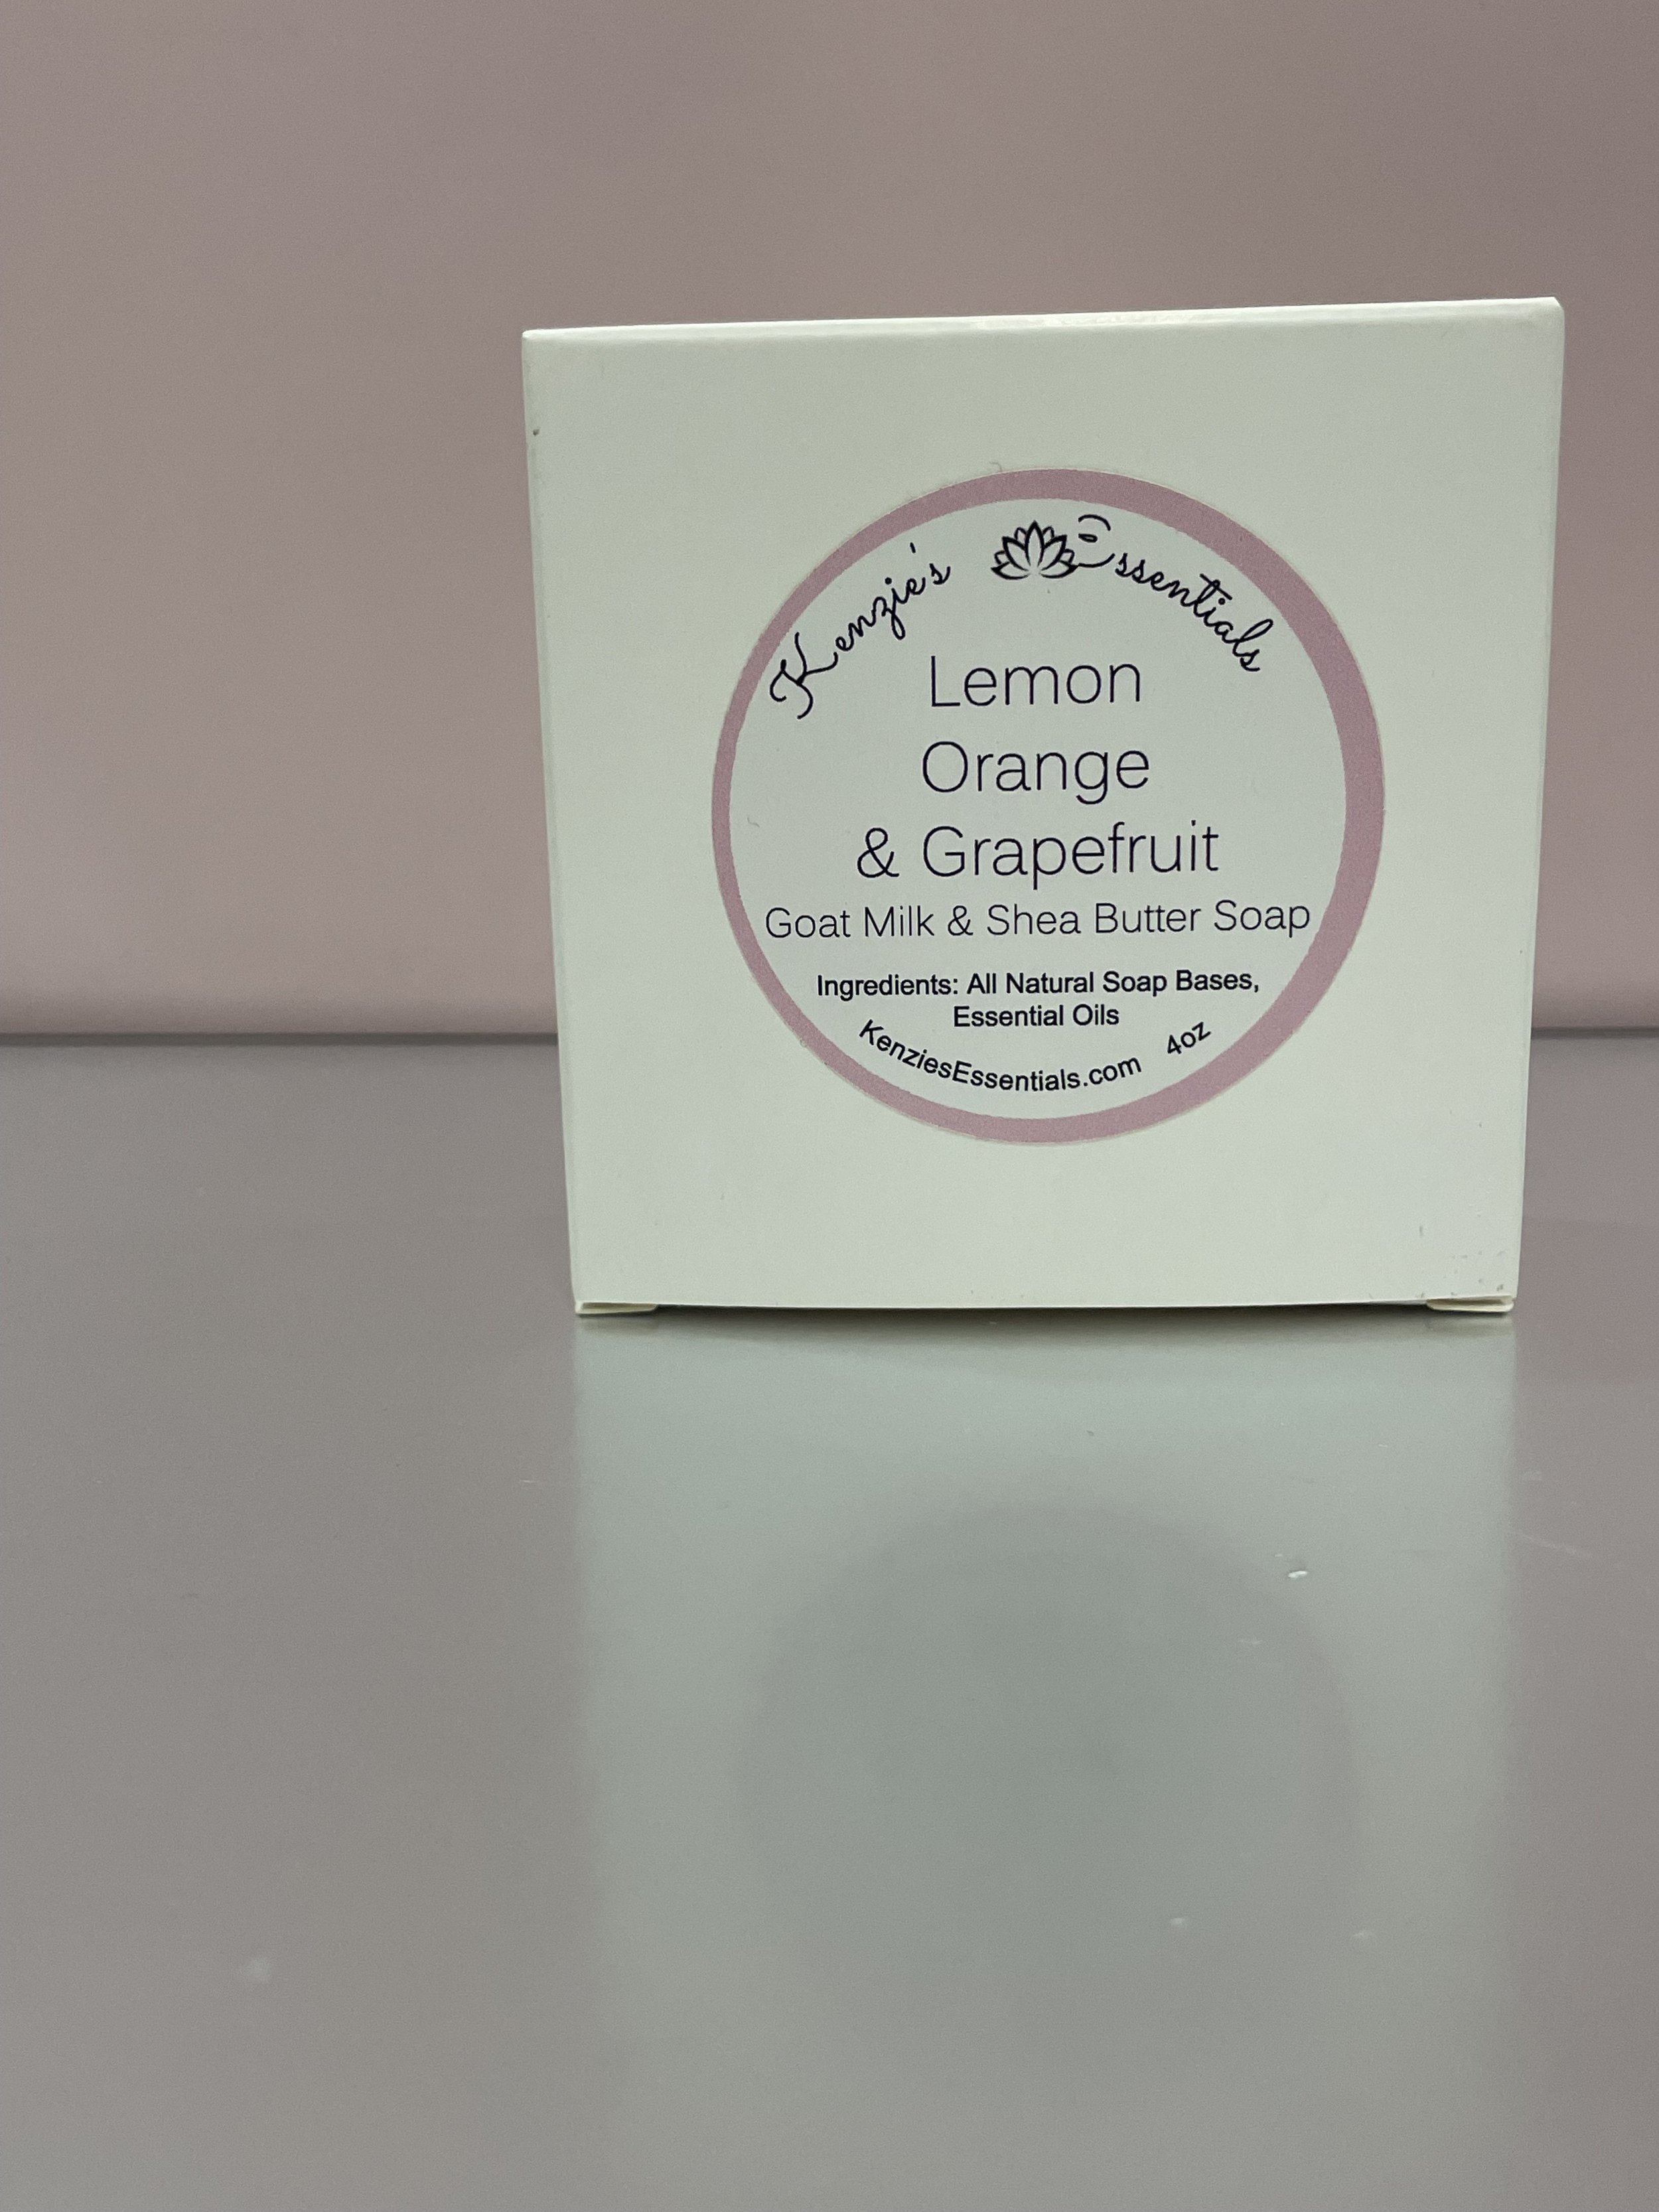 Kenzie's Essentials
Lemon
Orange
& Grapefruit
Goat Milk & Shea Butter Soap
Ingredients: All Natural Soap Bases,
Essential Oils
KenziesEssentials.com 4oz